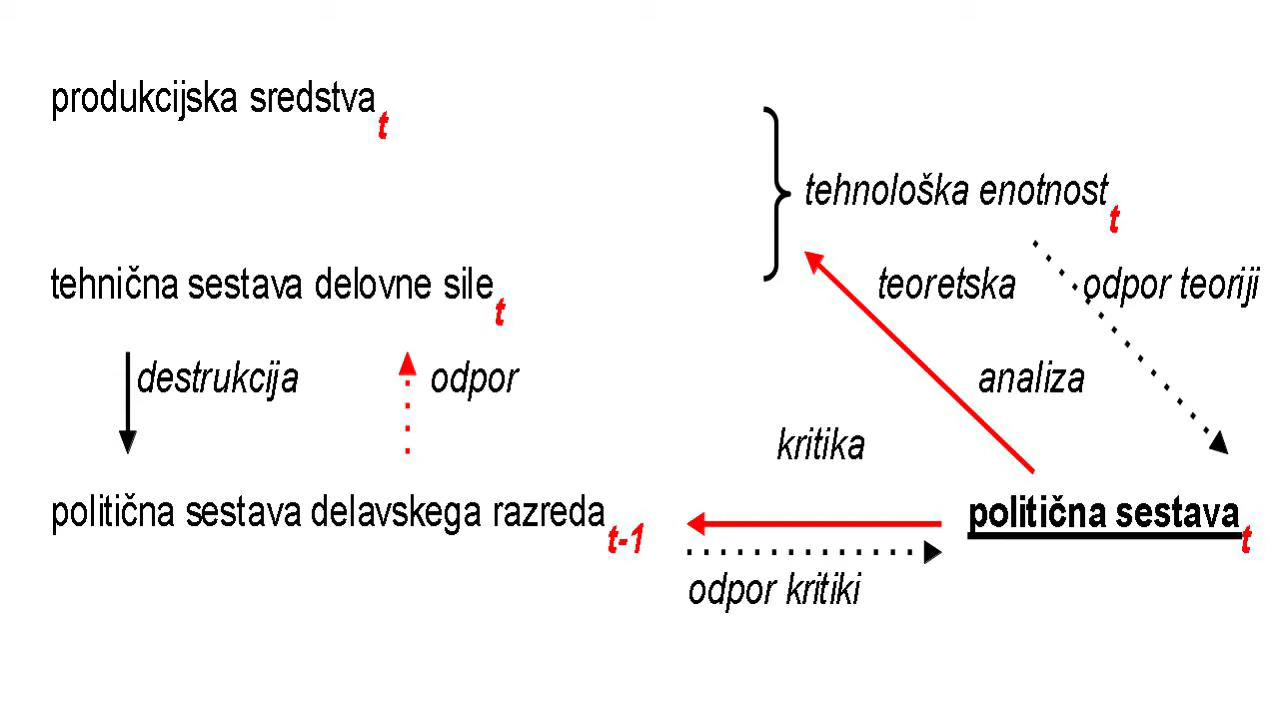 produkcijska sredstva t
tehnološka enotnost t
tehnična sestava delovne sile t
teoretska
odpor teoriji
destrukcija
odpor
analiza
kritika
politična sestava delavskega razreda t-1
politična sestava t
odpor kritiki